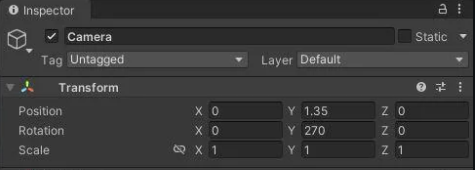 Inspector
Camera Static
Tag Untagged Layer Default
Transform
Position X 0 Y 1.35 Z 0
Rotation X 0 Y 270 Z 0
Scale X 1 Y 1 Z 1